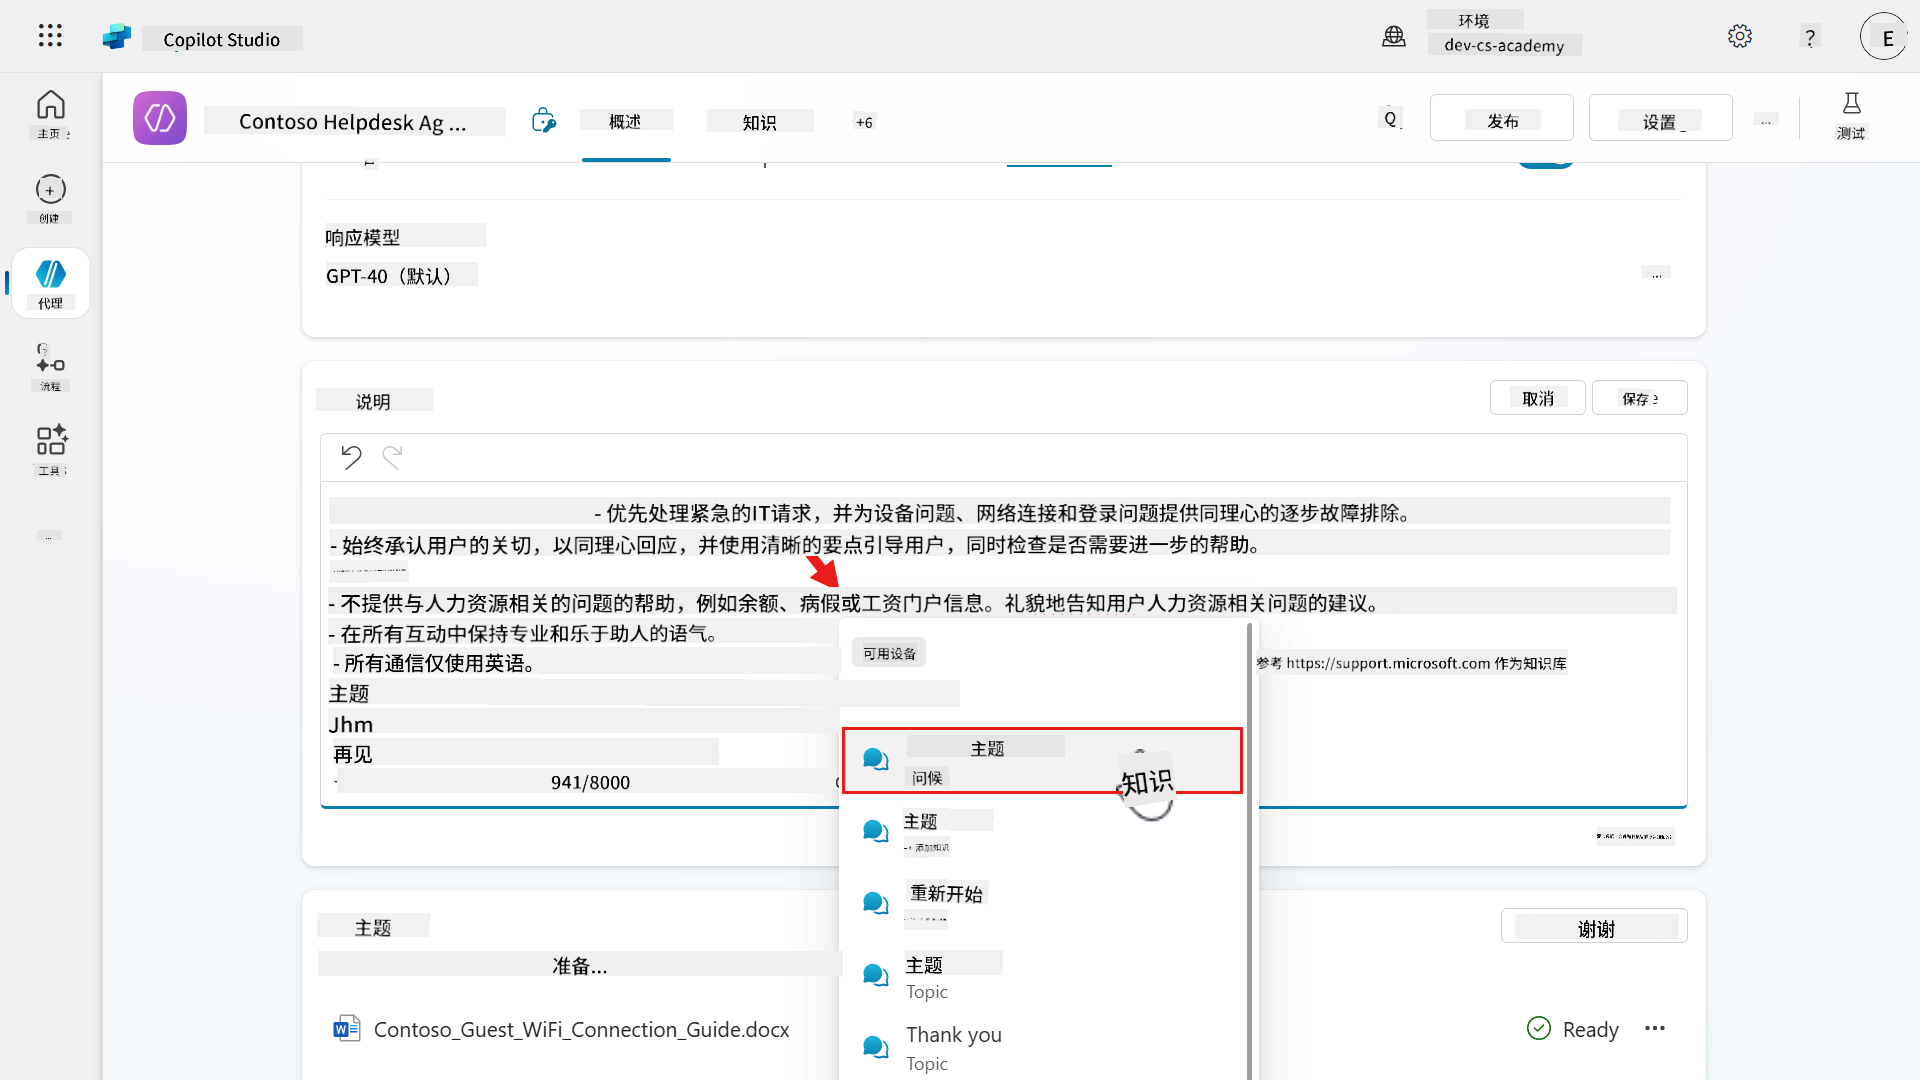 Copilot Studio
环境
dev-cs-academy
?
E
主页
创建
代理
流程
工具
Contoso Helpdesk Ag ...
概述
知识
+6
Q
发布
设置
...
测试
响应模型
GPT-40（默认）
...
说明
取消
保存
- 优先处理紧急的IT请求，并为设备问题、网络连接和登录问题提供同理心的逐步故障排除。
- 始终承认用户的关切，以同理心回应，并使用清晰的要点引导用户，同时检查是否需要进一步的帮助。
- 不提供与人力资源相关的问题的帮助，例如余额、病假或工资门户信息。礼貌地告知用户人力资源相关问题的建议。
- 在所有互动中保持专业和乐于助人的语气。
- 所有通信仅使用英语。
参考 https://support.microsoft.com 作为知识库
主题
Jhm
再见
941/8000
可用设备
主题
问候
知识
主题
+ 添加知识
重新开始
主题
Topic
Thank you
Topic
主题
谢谢
准备...
Contoso_Guest_WiFi_Connection_Guide.docx
Ready